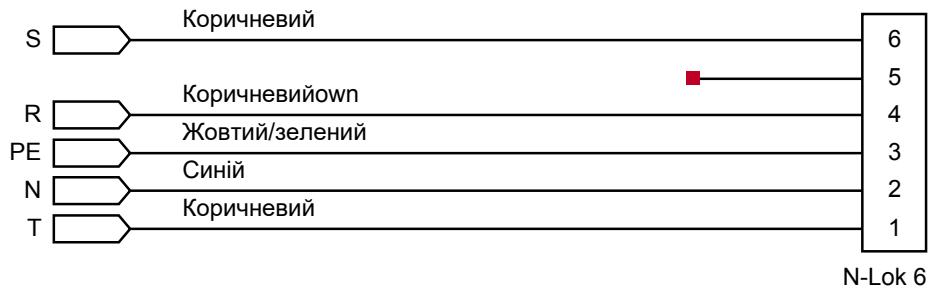 S Коричневий 6
5
R Коричневийown 4
PE Жовтий/зелений 3
N Синій 2
T Коричневий 1
N-Lok 6